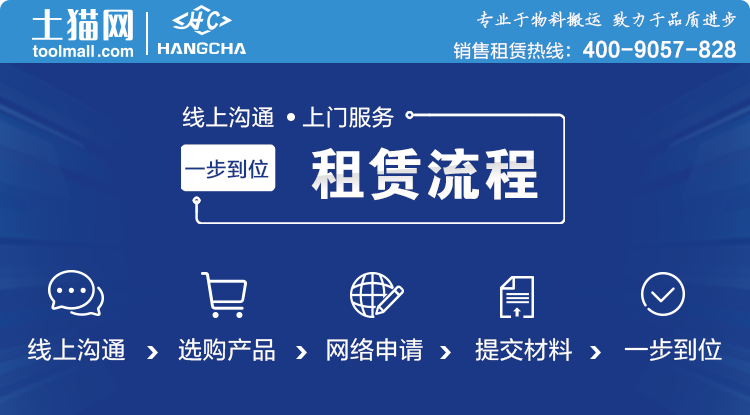 土猫网
toolmall.com
HC
HANGCHA
专业于物料搬运 致力于品质进步
销售租赁热线：400-9057-828
线上沟通 • 上门服务
一步到位
租赁流程
线上沟通 › 选购产品 › 网络申请 › 提交材料 › 一步到位